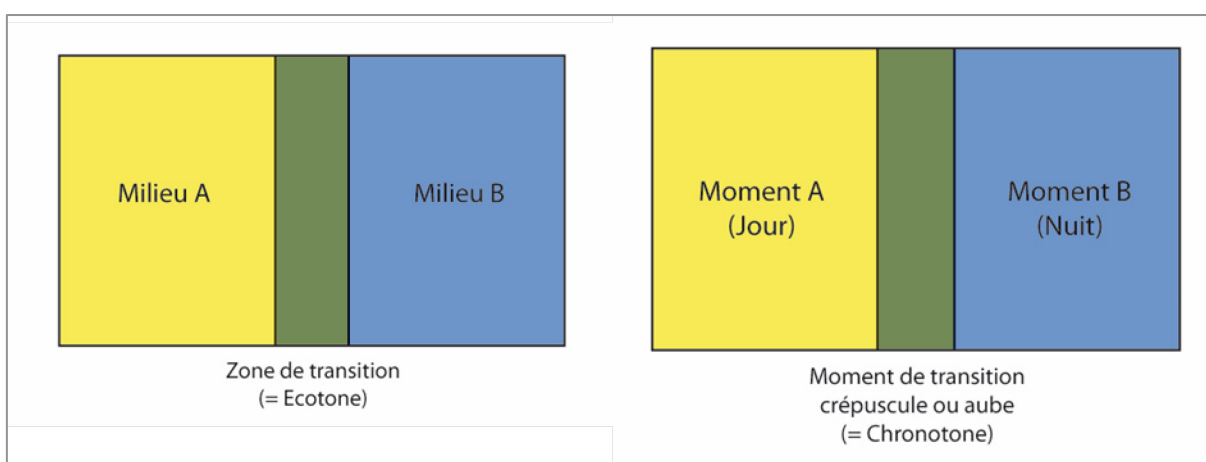 Milieu A
Milieu B
Zone de transition
(= Ecotone)
Moment A
(Jour)
Moment B
(Nuit)
Moment de transition
crépuscule ou aube
(= Chronotone)